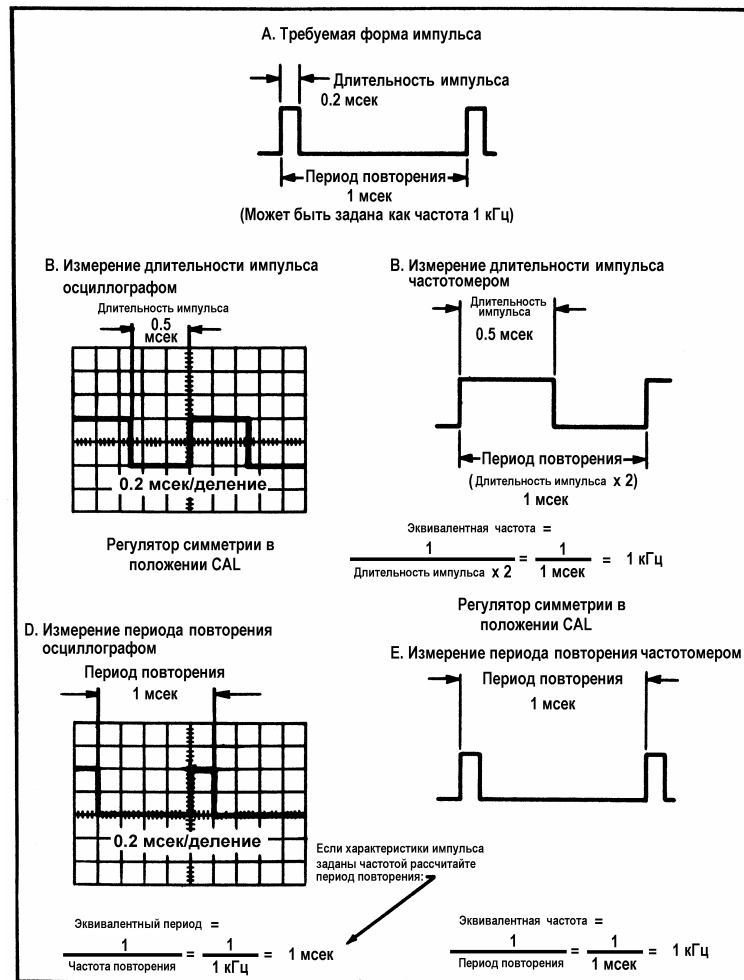 A. Требуемая форма импульса
Длительность импульса
0.2 мсек
Период повторения
1 мсек
(Может быть задана как частота 1 кГц)
B. Измерение длительности импульса
осциллографом
Длительность импульса
0.5
мсек
0.2 мсек/деление
Регулятор симметрии в
положении CAL
B. Измерение длительности импульса
частотомером
Длительность
импульса
0.5 мсек
Период повторения
(Длительность импульса x 2)
1 мсек
Эквивалентная частота =
1
Длительность импульса x 2
=
1
1 мсек
= 1 кГц
Регулятор симметрии в
положении CAL
D. Измерение периода повторения
осциллографом
Период повторения
1 мсек
0.2 мсек/деление
E. Измерение периода повторения частотомером
Период повторения
1 мсек
Если характеристики импульса
заданы частотой рассчитайте
период повторения:
Эквивалентный период =
1
Частота повторения
=
1
1 кГц
= 1 мсек
Эквивалентная частота =
1
Период повторения
=
1
1 мсек
= 1 кГц